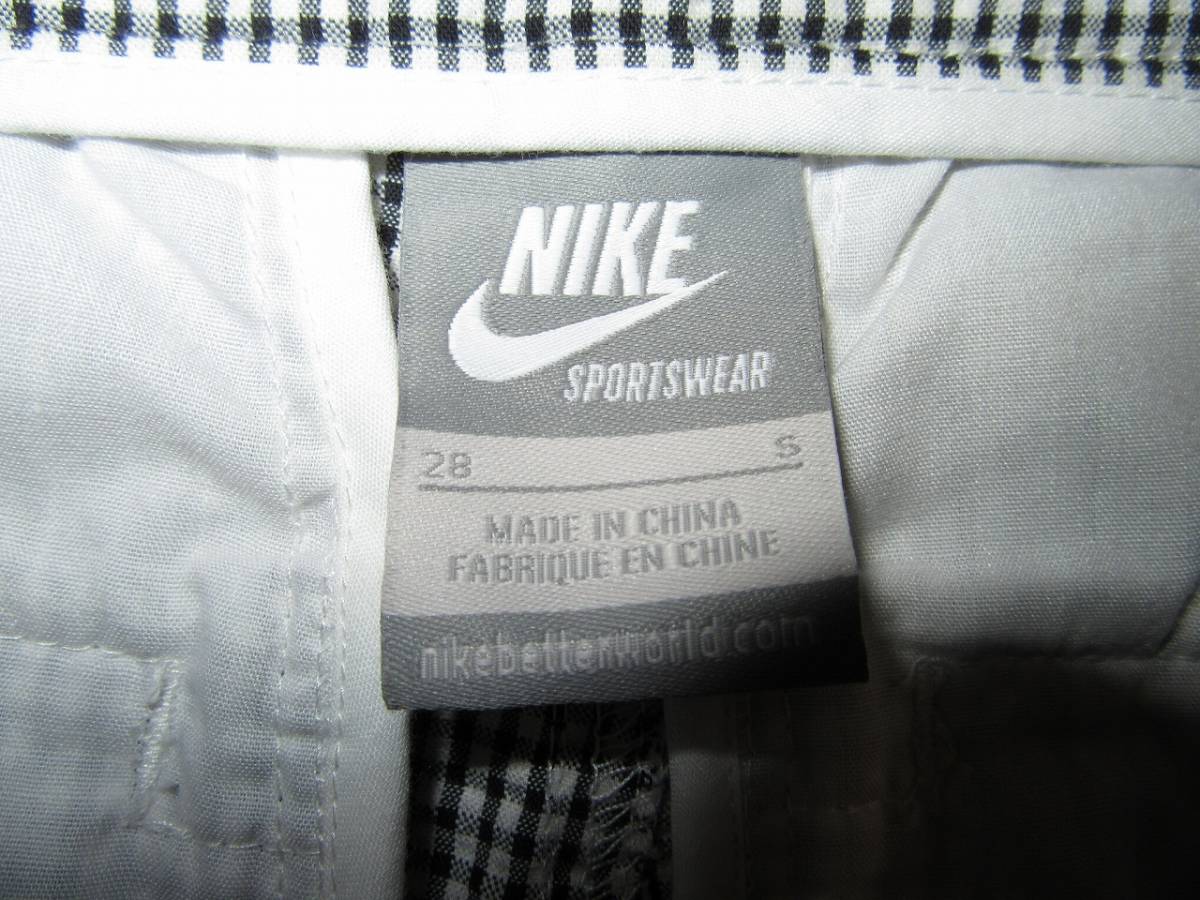 NIKE
SPORTSWEAR
28 S
MADE IN CHINA
FABRIQUE EN CHINE
nikebetterworld.com